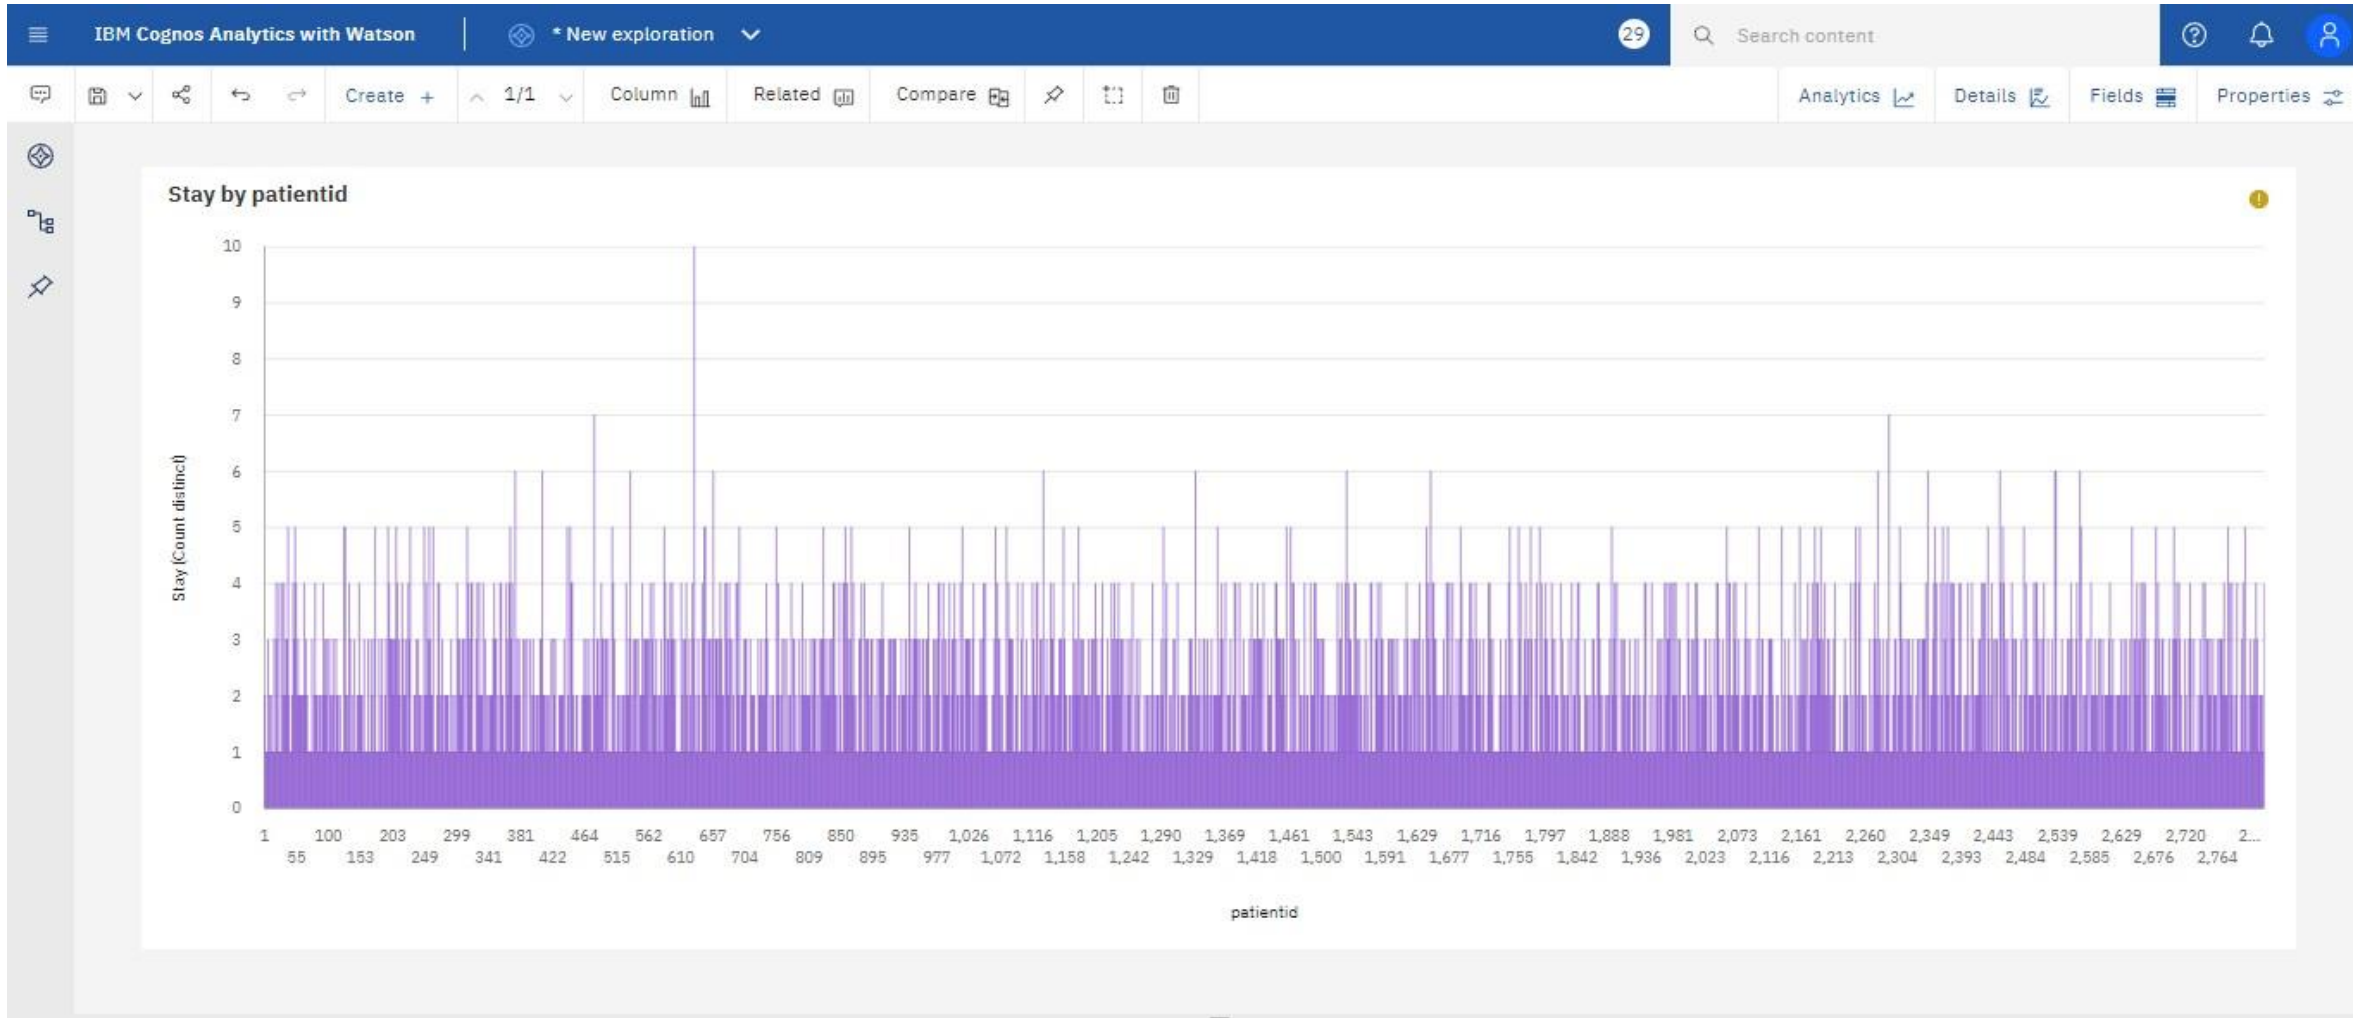 IBM Cognos Analytics with Watson
* New exploration
29
Search content
Create +
1/1
Column
Related
Compare
Analytics
Details
Fields
Properties
Stay by patientid
10
9
8
7
6
5
4
3
2
1
0
Stay (Count distinct)
1 100 203 299 381 464 562 657 756 850 935 1,026 1,116 1,205 1,290 1,369 1,461 1,543 1,629 1,716 1,797 1,888 1,981 2,073 2,161 2,260 2,349 2,443 2,539 2,629 2,720 2...
55 153 249 341 422 515 610 704 809 895 977 1,072 1,158 1,242 1,329 1,418 1,500 1,591 1,677 1,755 1,842 1,936 2,023 2,116 2,213 2,304 2,393 2,484 2,585 2,676 2,764
patientid